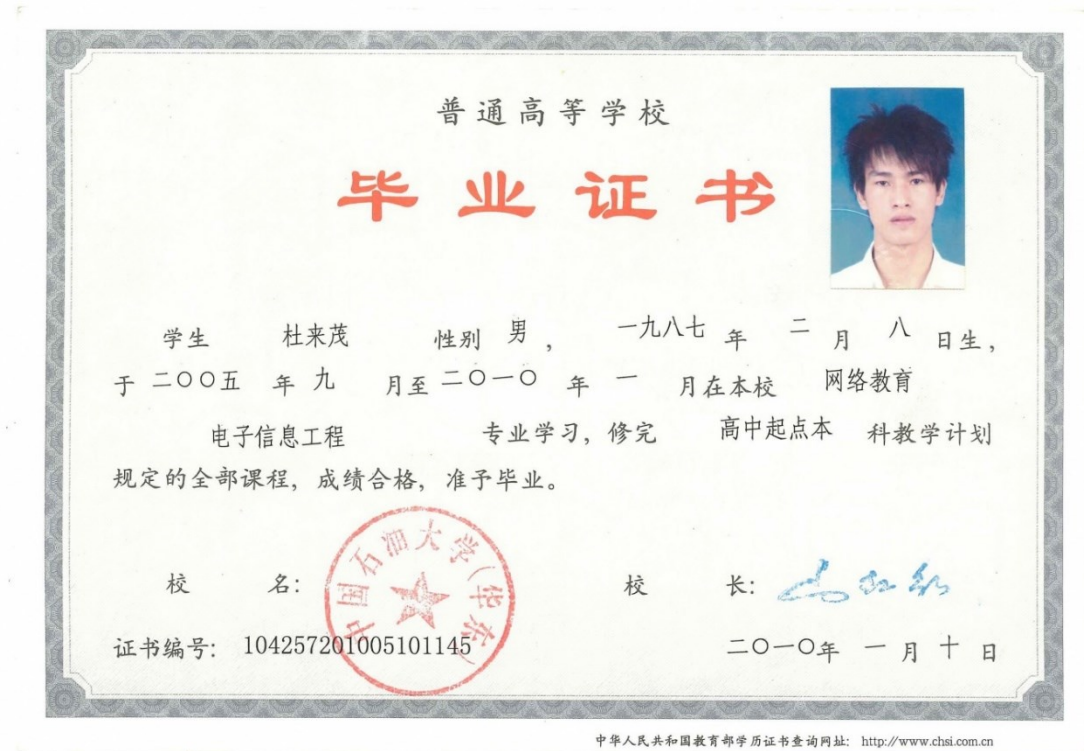 普通高等学校
毕业证书
学生 杜来茂 性别 男， 一九八七 年 二 月 八 日生，
于 二〇〇五 年 九 月至 二〇一〇 年 一 月在本校 网络教育
电子信息工程 专业学习，修完 高中起点本 科教学计划
规定的全部课程，成绩合格，准予毕业。
中国石油大学(华东)
校 名： 校 长：
证书编号： 104257201005101145 二〇一〇年 一 月 十 日
中华人民共和国教育部学历证书查询网址： http://www.chsi.com.cn